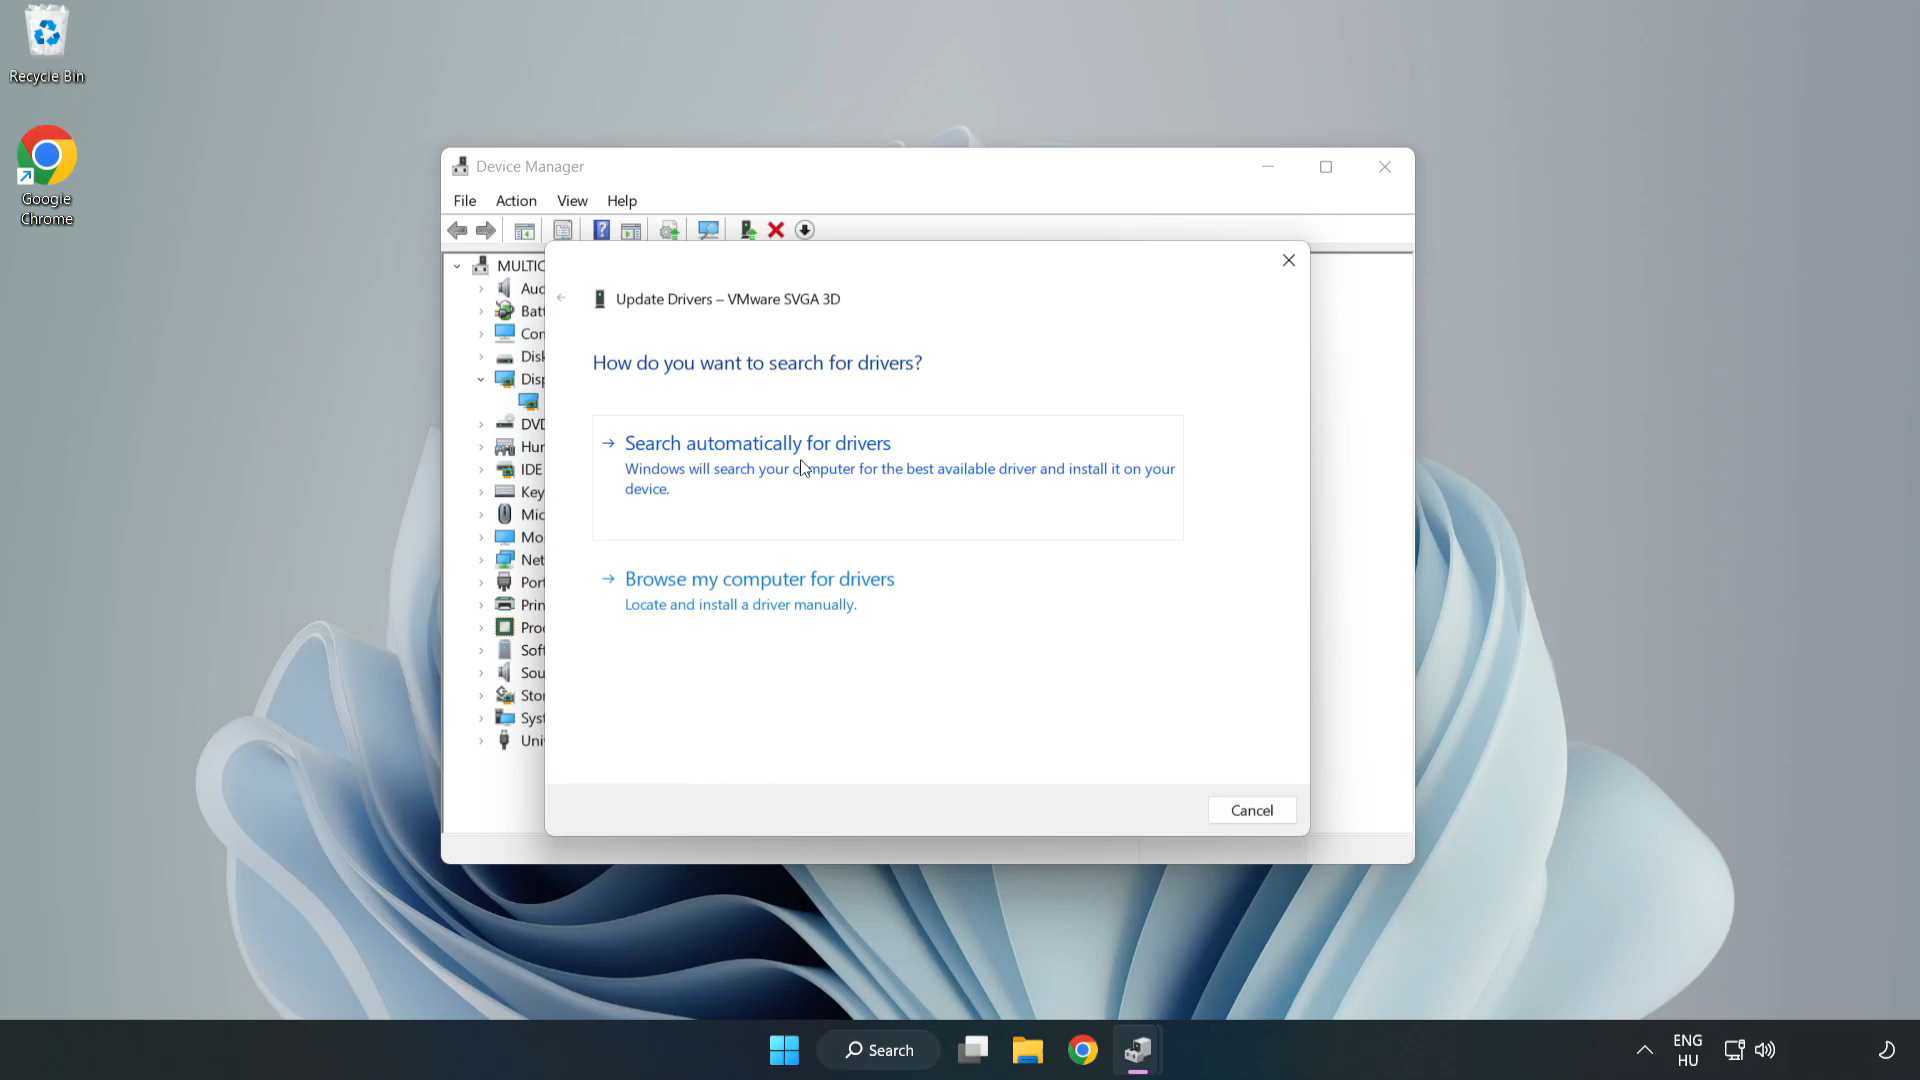 Recycle Bin
Google
Chrome
Device Manager
File Action View Help
Update Drivers – VMware SVGA 3D
How do you want to search for drivers?
Search automatically for drivers
Windows will search your computer for the best available driver and install it on your
device.
Browse my computer for drivers
Locate and install a driver manually.
Cancel
MULTIC
Aud
Batt
Con
Disk
Disp
DVD
Hur
IDE
Key
Mic
Mo
Net
Port
Prin
Proc
Soft
Sou
Stor
Syst
Uni
Search
ENG
HU